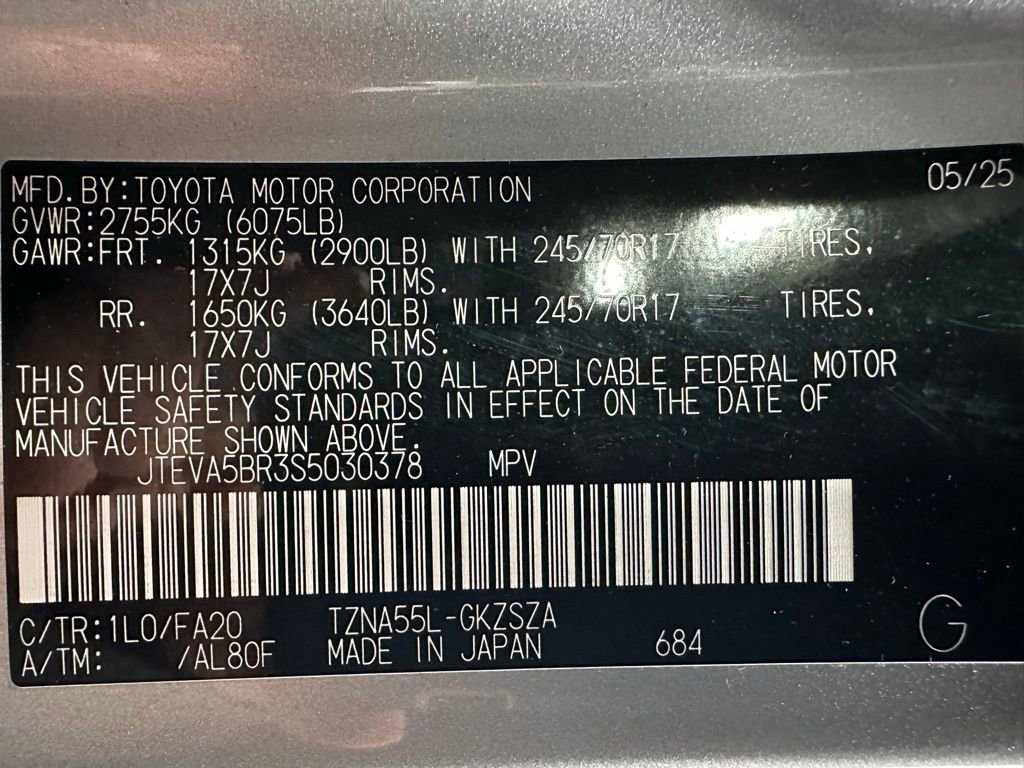 05/25
MFD.BY:TOYOTA MOTOR CORPORATION
GVWR:2755KG (6075LB)
GAWR:FRT. 1315KG (2900LB) WITH 245/70R17 TIRES,
17X7J RIMS.
RR. 1650KG (3640LB) WITH 245/70R17 TIRES,
17X7J RIMS.
THIS VEHICLE CONFORMS TO ALL APPLICABLE FEDERAL MOTOR
VEHICLE SAFETY STANDARDS IN EFFECT ON THE DATE OF
MANUFACTURE SHOWN ABOVE.
JTEVA5BR3S5030378 MPV
C/TR:1L0/FA20 TZNA55L-GKZSZA
A/TM: /AL80F MADE IN JAPAN 684
G